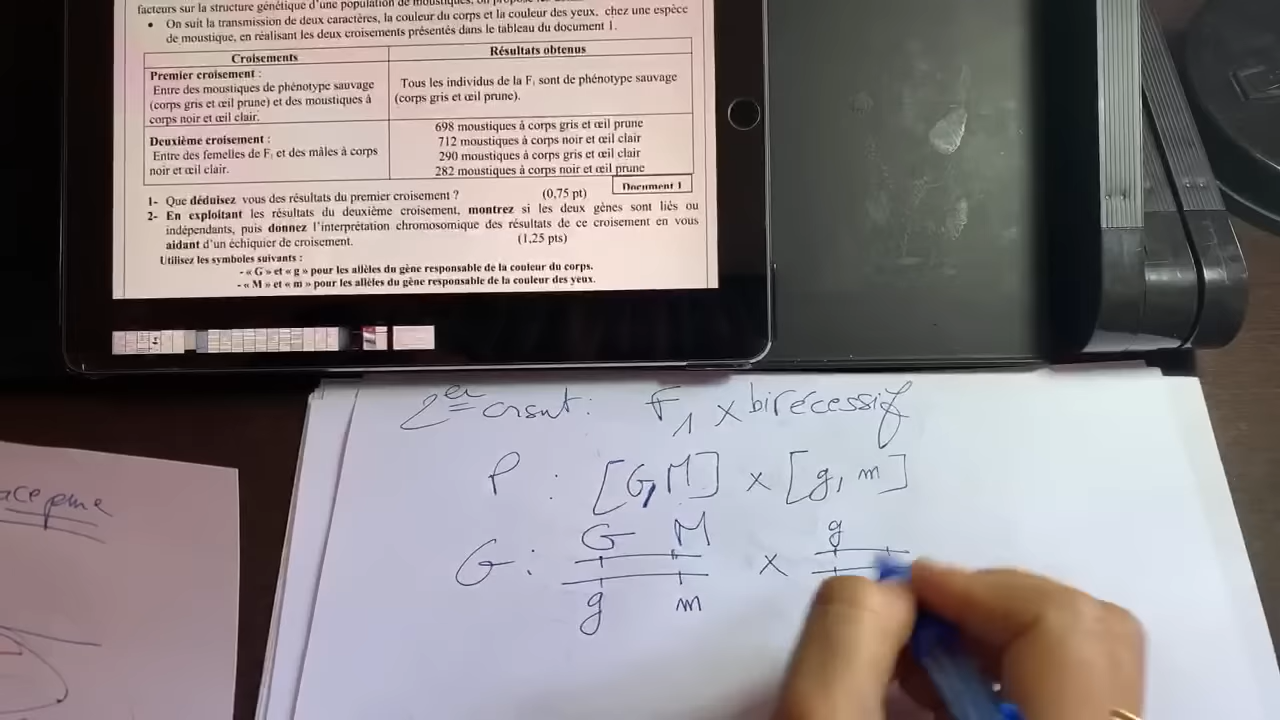 facteurs sur la structure génétique d'une population de moustiques, on propose
• On suit la transmission de deux caractères, la couleur du corps et la couleur des yeux, chez une espèce
de moustique, en réalisant les deux croisements présentés dans le tableau du document 1.
Croisements
Résultats obtenus
Premier croisement :
Entre des moustiques de phénotype sauvage
(corps gris et œil prune) et des moustiques à
corps noir et œil clair.
Tous les individus de la F1 sont de phénotype sauvage
(corps gris et œil prune).
Deuxième croisement :
Entre des femelles de F1 et des mâles à corps
noir et œil clair.
698 moustiques à corps gris et œil prune
712 moustiques à corps noir et œil clair
290 moustiques à corps gris et œil clair
282 moustiques à corps noir et œil prune
Document 1
1- Que déduisez vous des résultats du premier croisement ? (0,75 pt)
2- En exploitant les résultats du deuxième croisement, montrez si les deux gènes sont liés ou
indépendants, puis donnez l'interprétation chromosomique des résultats de ce croisement en vous
aidant d'un échiquier de croisement. (1,25 pts)
Utilisez les symboles suivants :
- « G » et « g » pour les allèles du gène responsable de la couleur du corps.
- « M » et « m » pour les allèles du gène responsable de la couleur des yeux.
2er crsmt : F1 x birécessif
P : [G,M] x [g,m]
G M g
G : x
g m